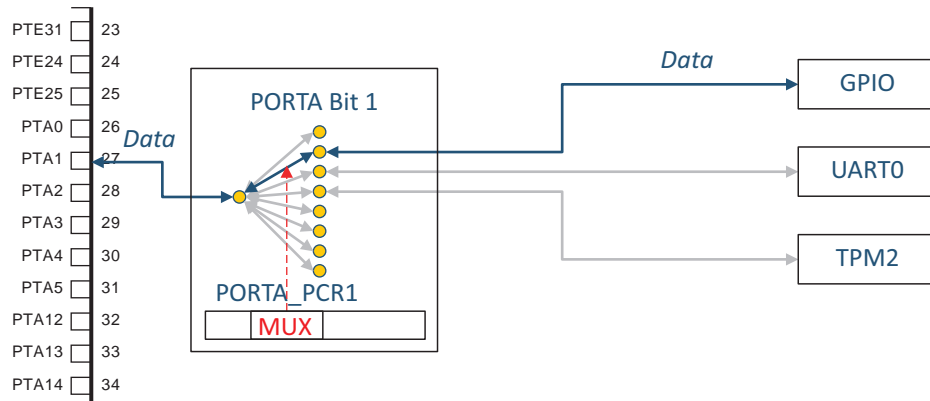 PTE31 23
PTE24 24
PTE25 25
PTA0 26
PTA1 27
PTA2 28
PTA3 29
PTA4 30
PTA5 31
PTA12 32
PTA13 33
PTA14 34
Data
PORTA Bit 1
PORTA_PCR1
MUX
Data
GPIO
UART0
TPM2